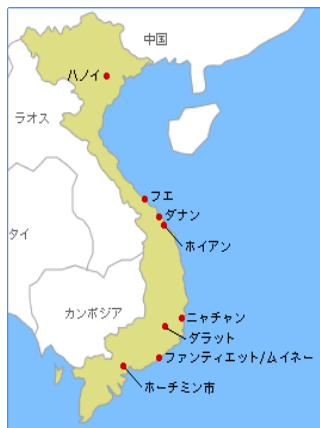 中国
ハノイ
ラオス
フエ
ダナン
ホイアン
タイ
カンボジア
ニャチャン
ダラット
ファンティエット/ムイネー
ホーチミン市